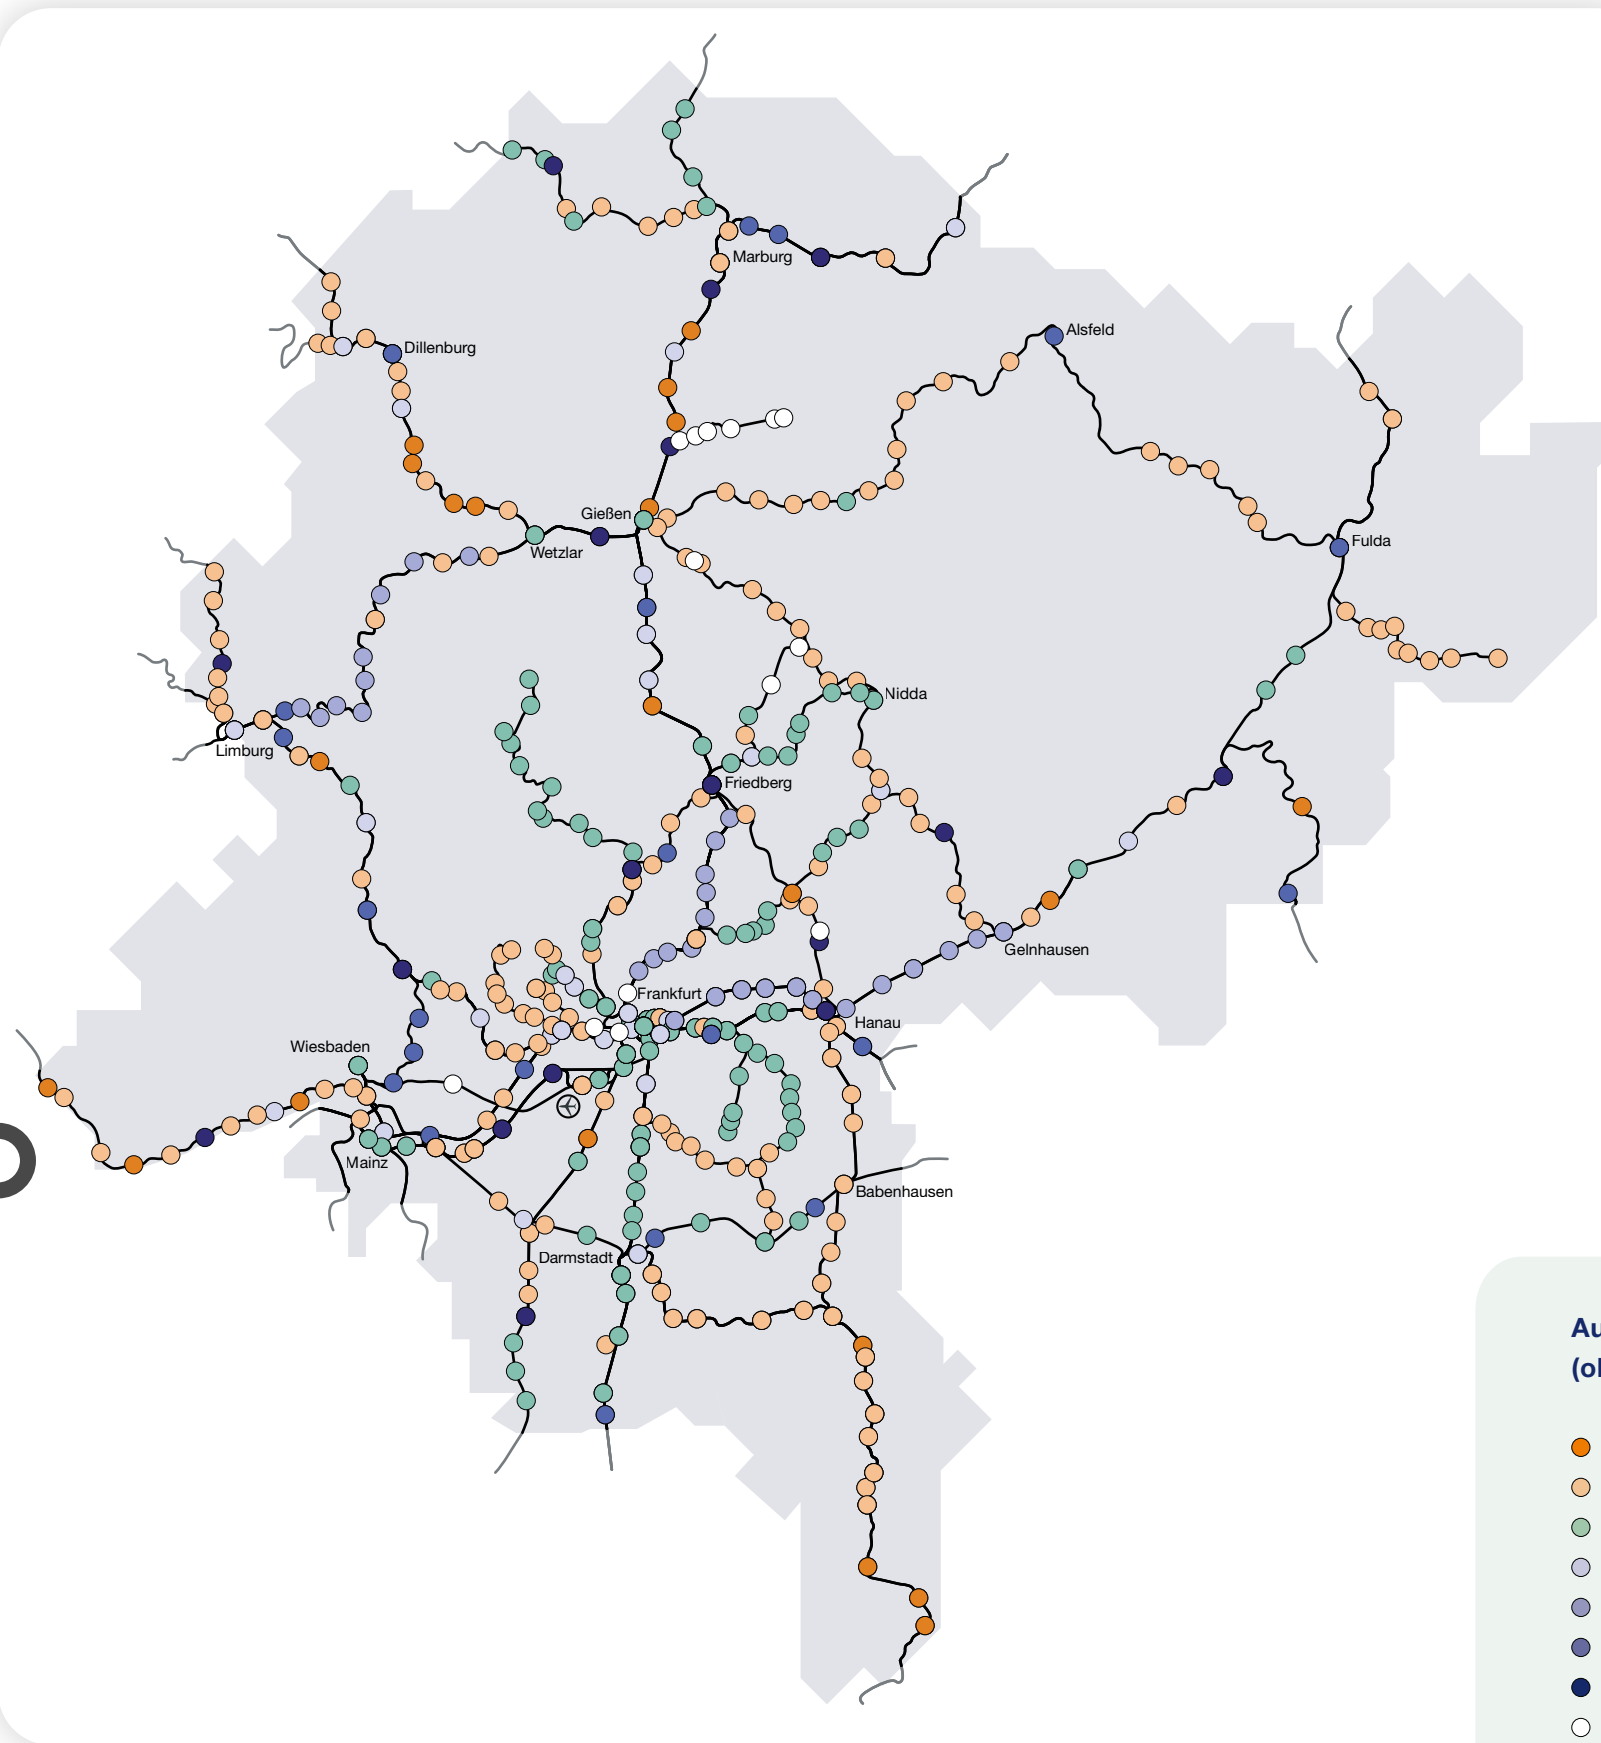 Marburg
Alsfeld
Dillenburg
Gießen
Wetzlar
Fulda
Nidda
Limburg
Friedberg
Gelnhausen
Frankfurt
Hanau
Wiesbaden
Mainz
Babenhausen
Darmstadt
Au
(ol